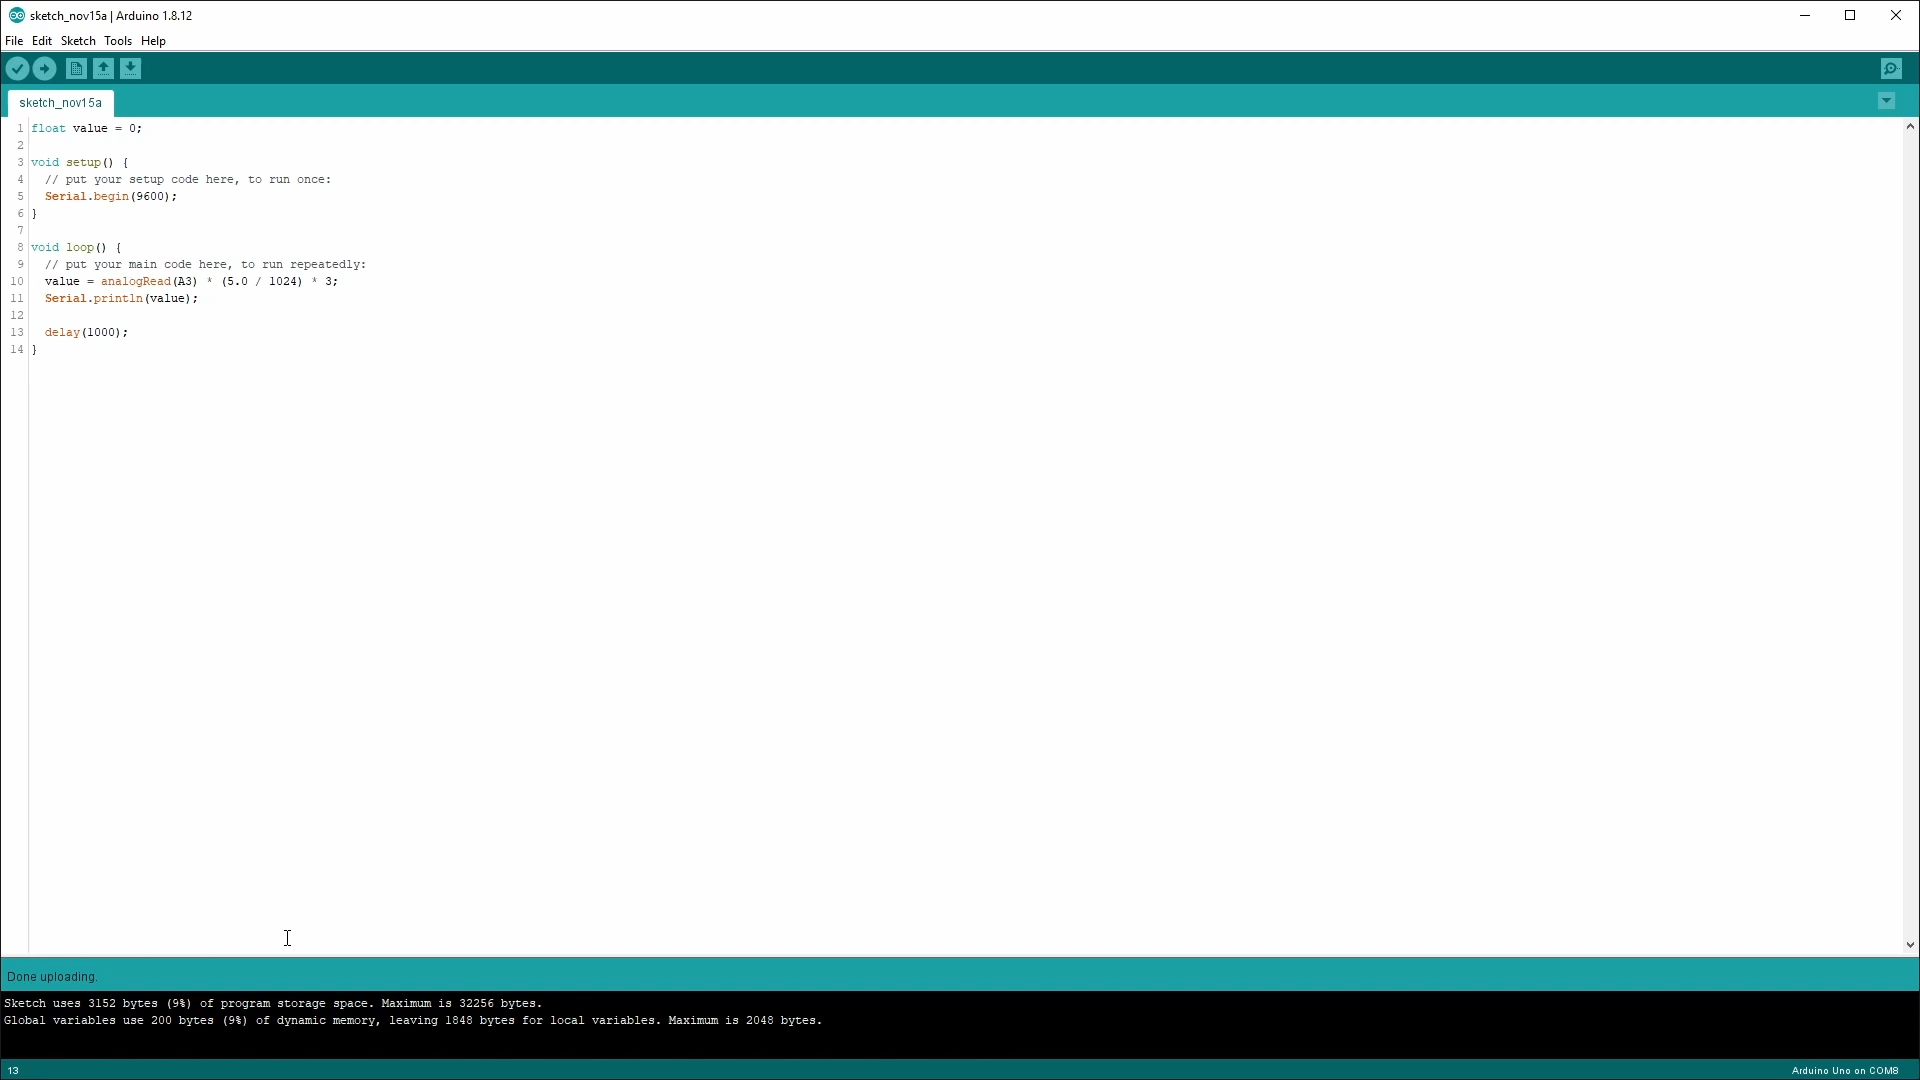 sketch_nov15a | Arduino 1.8.12
File Edit Sketch Tools Help
sketch_nov15a
1 float value = 0;
2
3 void setup() {
4   // put your setup code here, to run once:
5   Serial.begin(9600);
6 }
7
8 void loop() {
9   // put your main code here, to run repeatedly:
10   value = analogRead(A3) * (5.0 / 1024) * 3;
11   Serial.println(value);
12
13   delay(1000);
14 }
Done uploading.
Sketch uses 3152 bytes (9%) of program storage space. Maximum is 32256 bytes.
Global variables use 200 bytes (9%) of dynamic memory, leaving 1848 bytes for local variables. Maximum is 2048 bytes.
13 Arduino Uno on COM8